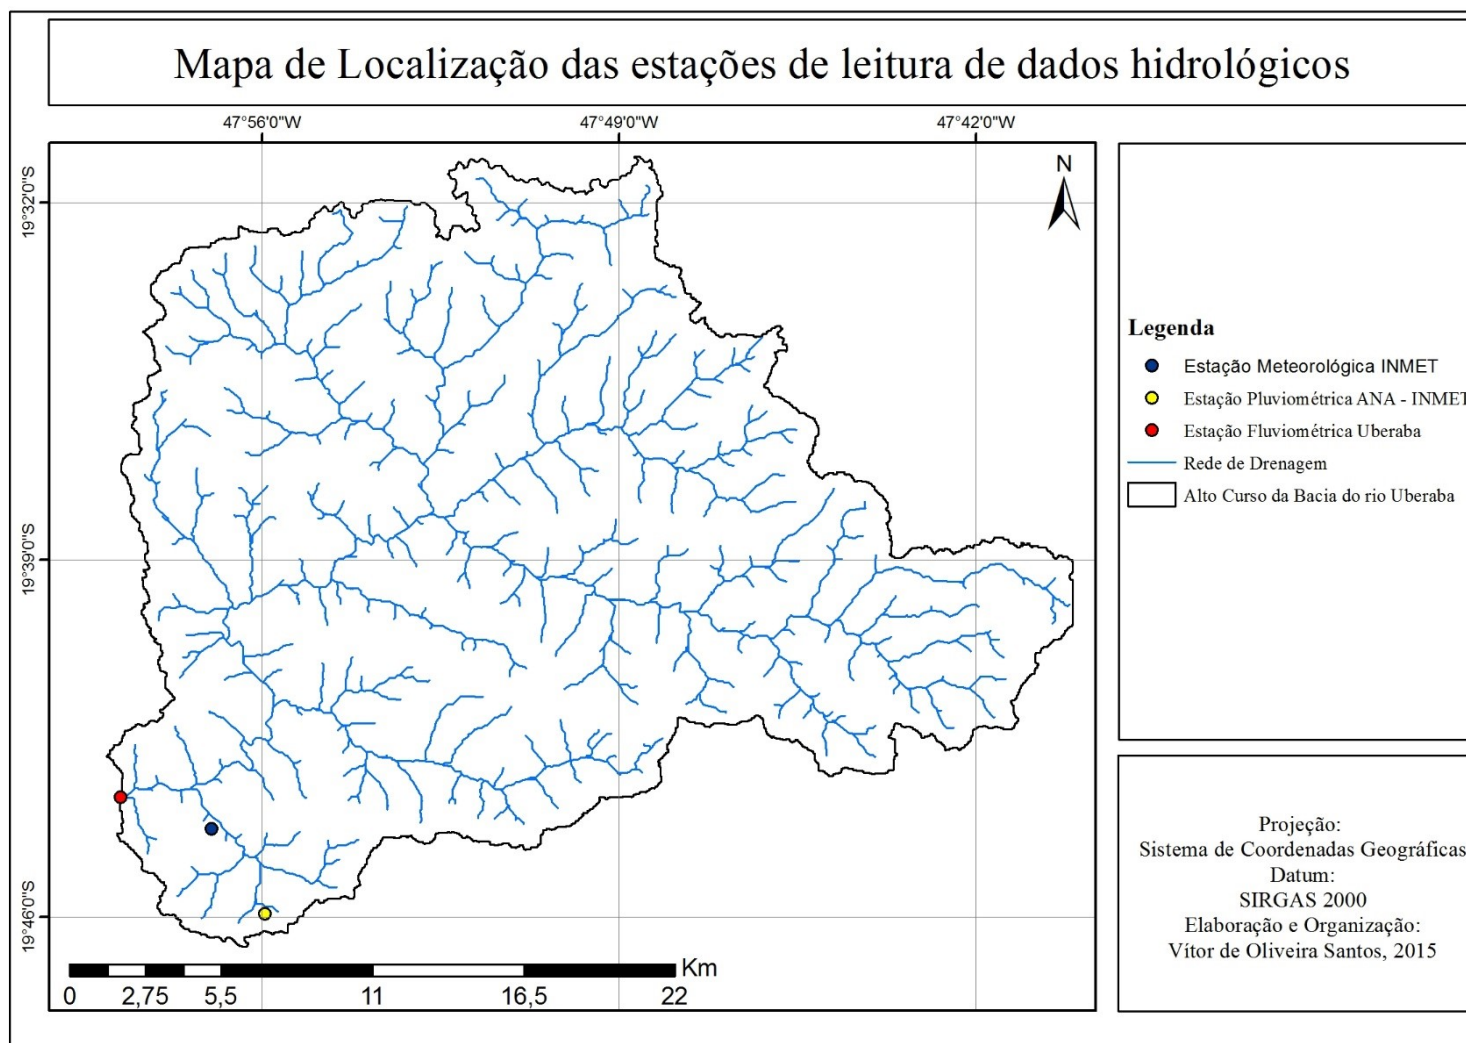 Mapa de Localização das estações de leitura de dados hidrológicos
47°56'0"W
47°49'0"W
47°42'0"W
19°32'0"S
19°39'0"S
19°46'0"S
N
Km
0
2,75
5,5
11
16,5
22
Legenda
Estação Meteorológica INMET
Estação Pluviométrica ANA - INMET
Estação Fluviométrica Uberaba
Rede de Drenagem
Alto Curso da Bacia do rio Uberaba
Projeção:
Sistema de Coordenadas Geográficas
Datum:
SIRGAS 2000
Elaboração e Organização:
Vítor de Oliveira Santos, 2015